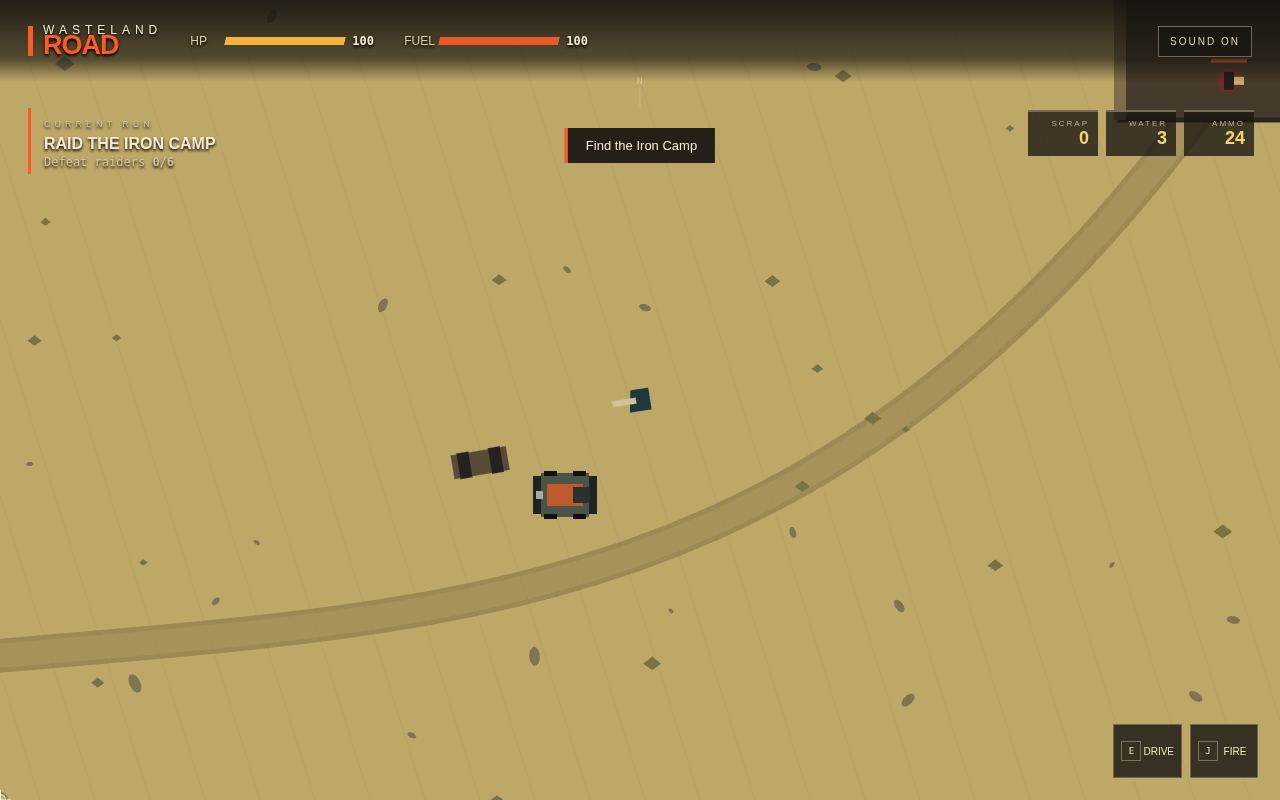 WASTELAND
ROAD
HP 100 FUEL 100
SOUND ON
N
CURRENT RUN
RAID THE IRON CAMP
Defeat raiders 0/6
Find the Iron Camp
SCRAP
0
WATER
3
AMMO
24
E DRIVE
J FIRE